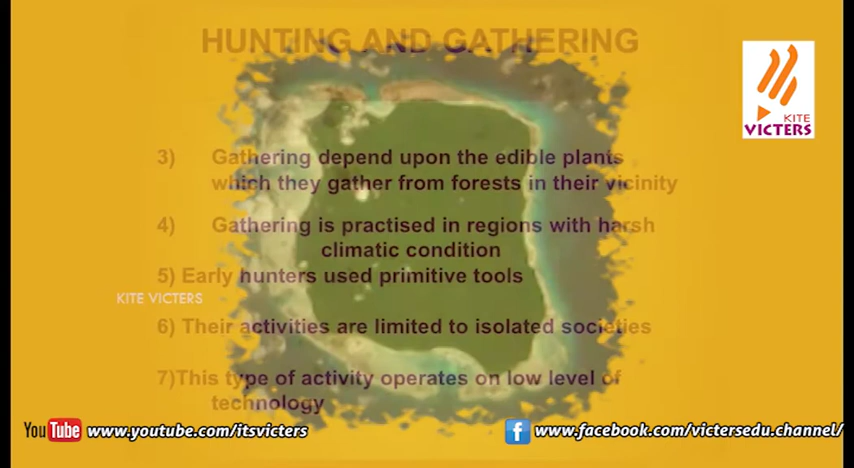 HUNTING AND GATHERING
KITE
VICTERS
3) Gathering depend upon the edible plants
which they gather from forests in their vicinity
4) Gathering is practised in regions with harsh
climatic condition
5) Early hunters used primitive tools
KITE VICTERS
6) Their activities are limited to isolated societies
7)This type of activity operates on low level of
technology
YouTube www.youtube.com/itsvicters
f www.facebook.com/victersedu.channel/